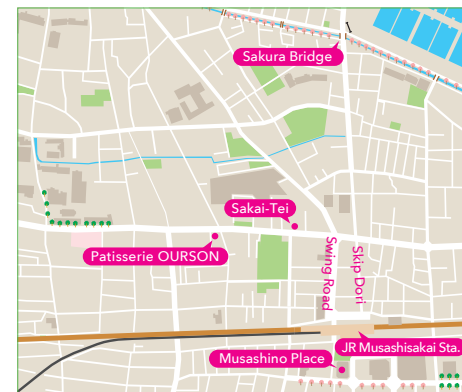 Sakura Bridge
Sakai-Tei
Patisserie OURSON
Swing Road
Skip Dori
JR Musashisakai Sta.
Musashino Place